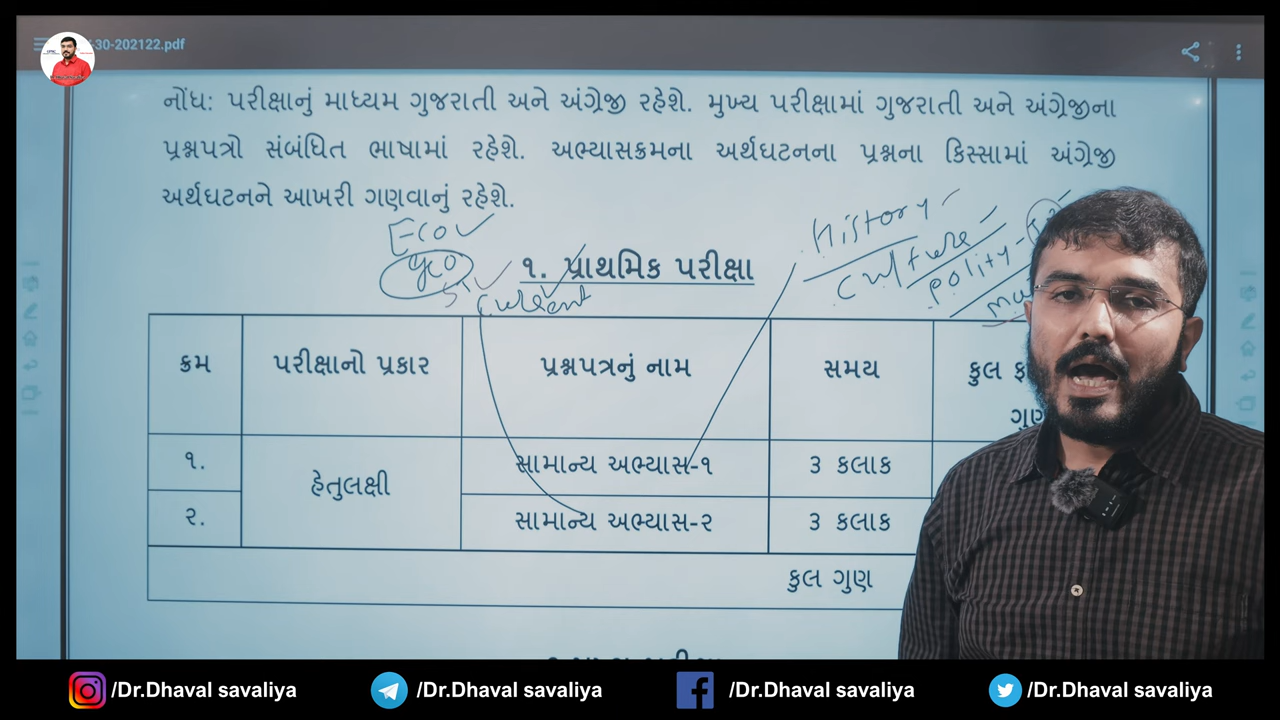 -30-202122.pdf
નોંધ: પરીક્ષાનું માધ્યમ ગુજરાતી અને અંગ્રેજી રહેશે. મુખ્ય પરીક્ષામાં ગુજરાતી અને અંગ્રેજીના
પ્રશ્નપત્રો સંબંધિત ભાષામાં રહેશે. અભ્યાસક્રમના અર્થઘટનના પ્રશ્નના કિસ્સામાં અંગ્રેજી
અર્થઘટનને આખરી ગણવાનું રહેશે.
Eco
History
Culture
polity
Current
૧. પ્રાથમિક પરીક્ષા
ક્રમ પરીક્ષાનો પ્રકાર પ્રશ્નપત્રનું નામ સમય કુલ
૧. હેતુલક્ષી સામાન્ય અભ્યાસ-૧ ૩ કલાક
૨. સામાન્ય અભ્યાસ-૨ ૩ કલાક
કુલ ગુણ
/Dr.Dhaval savaliya /Dr.Dhaval savaliya /Dr.Dhaval savaliya /Dr.Dhaval savaliya